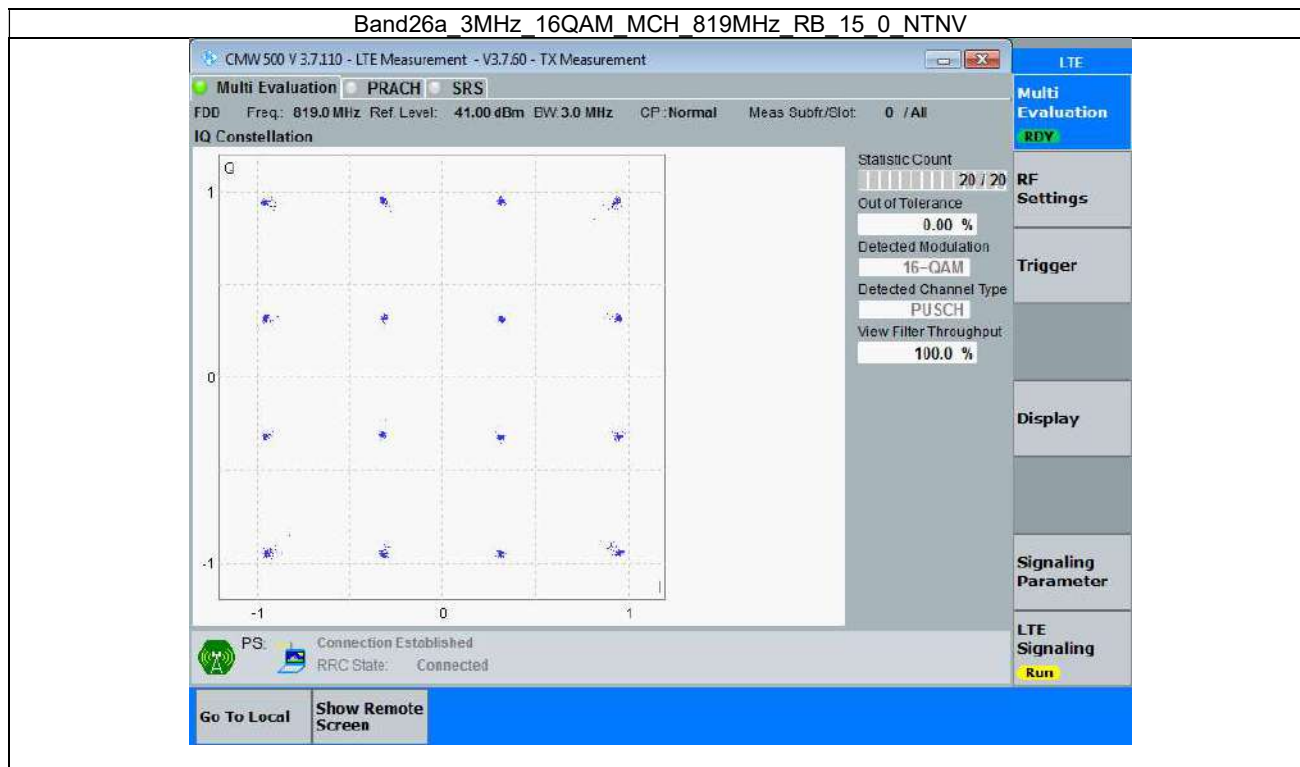 Band26a_3MHz_16QAM_MCH_819MHz_RB_15_0_NTNV
CMW 500 V 3.7.110 - LTE Measurement - V3.7.60 - TX Measurement
LTE
Multi Evaluation PRACH SRS
FDD Freq.: 819.0 MHz Ref. Level: 41.00 dBm BW: 3.0 MHz CP: Normal Meas Subfr/Slot: 0 / All
IQ Constellation
Q
1
0
-1
-1 0 1
I
Statistic Count
20 / 20
Out of Tolerance
0.00 %
Detected Modulation
16-QAM
Detected Channel Type
PUSCH
View Filter Throughput
100.0 %
Multi
Evaluation
RDY
RF
Settings
Trigger
Display
Signaling
Parameter
LTE
Signaling
Run
PS: Connection Established
RRC State: Connected
Go To Local
Show Remote
Screen